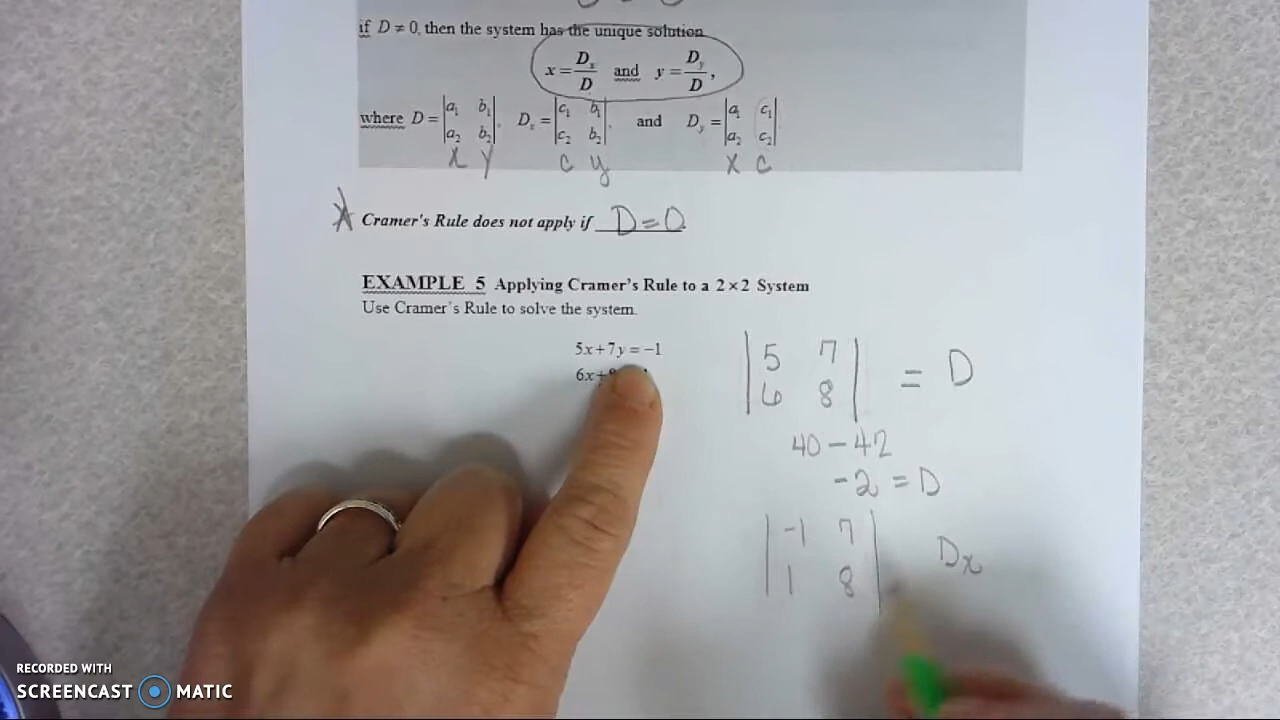 if D ≠ 0, then the system has the unique solution
x = Dx/D and y = Dy/D,
where D = |a1 b1; a2 b2|, Dx = |c1 b1; c2 b2|, and Dy = |a1 c1; a2 c2|
x y c y x c
Cramer's Rule does not apply if D=0.
EXAMPLE 5 Applying Cramer's Rule to a 2×2 System
Use Cramer's Rule to solve the system.
5x+7y=−1
6x+
|5 7; 6 8| = D
40-42
-2=D
|-1 7; 1 8| Dx
RECORDED WITH
SCREENCAST MATIC